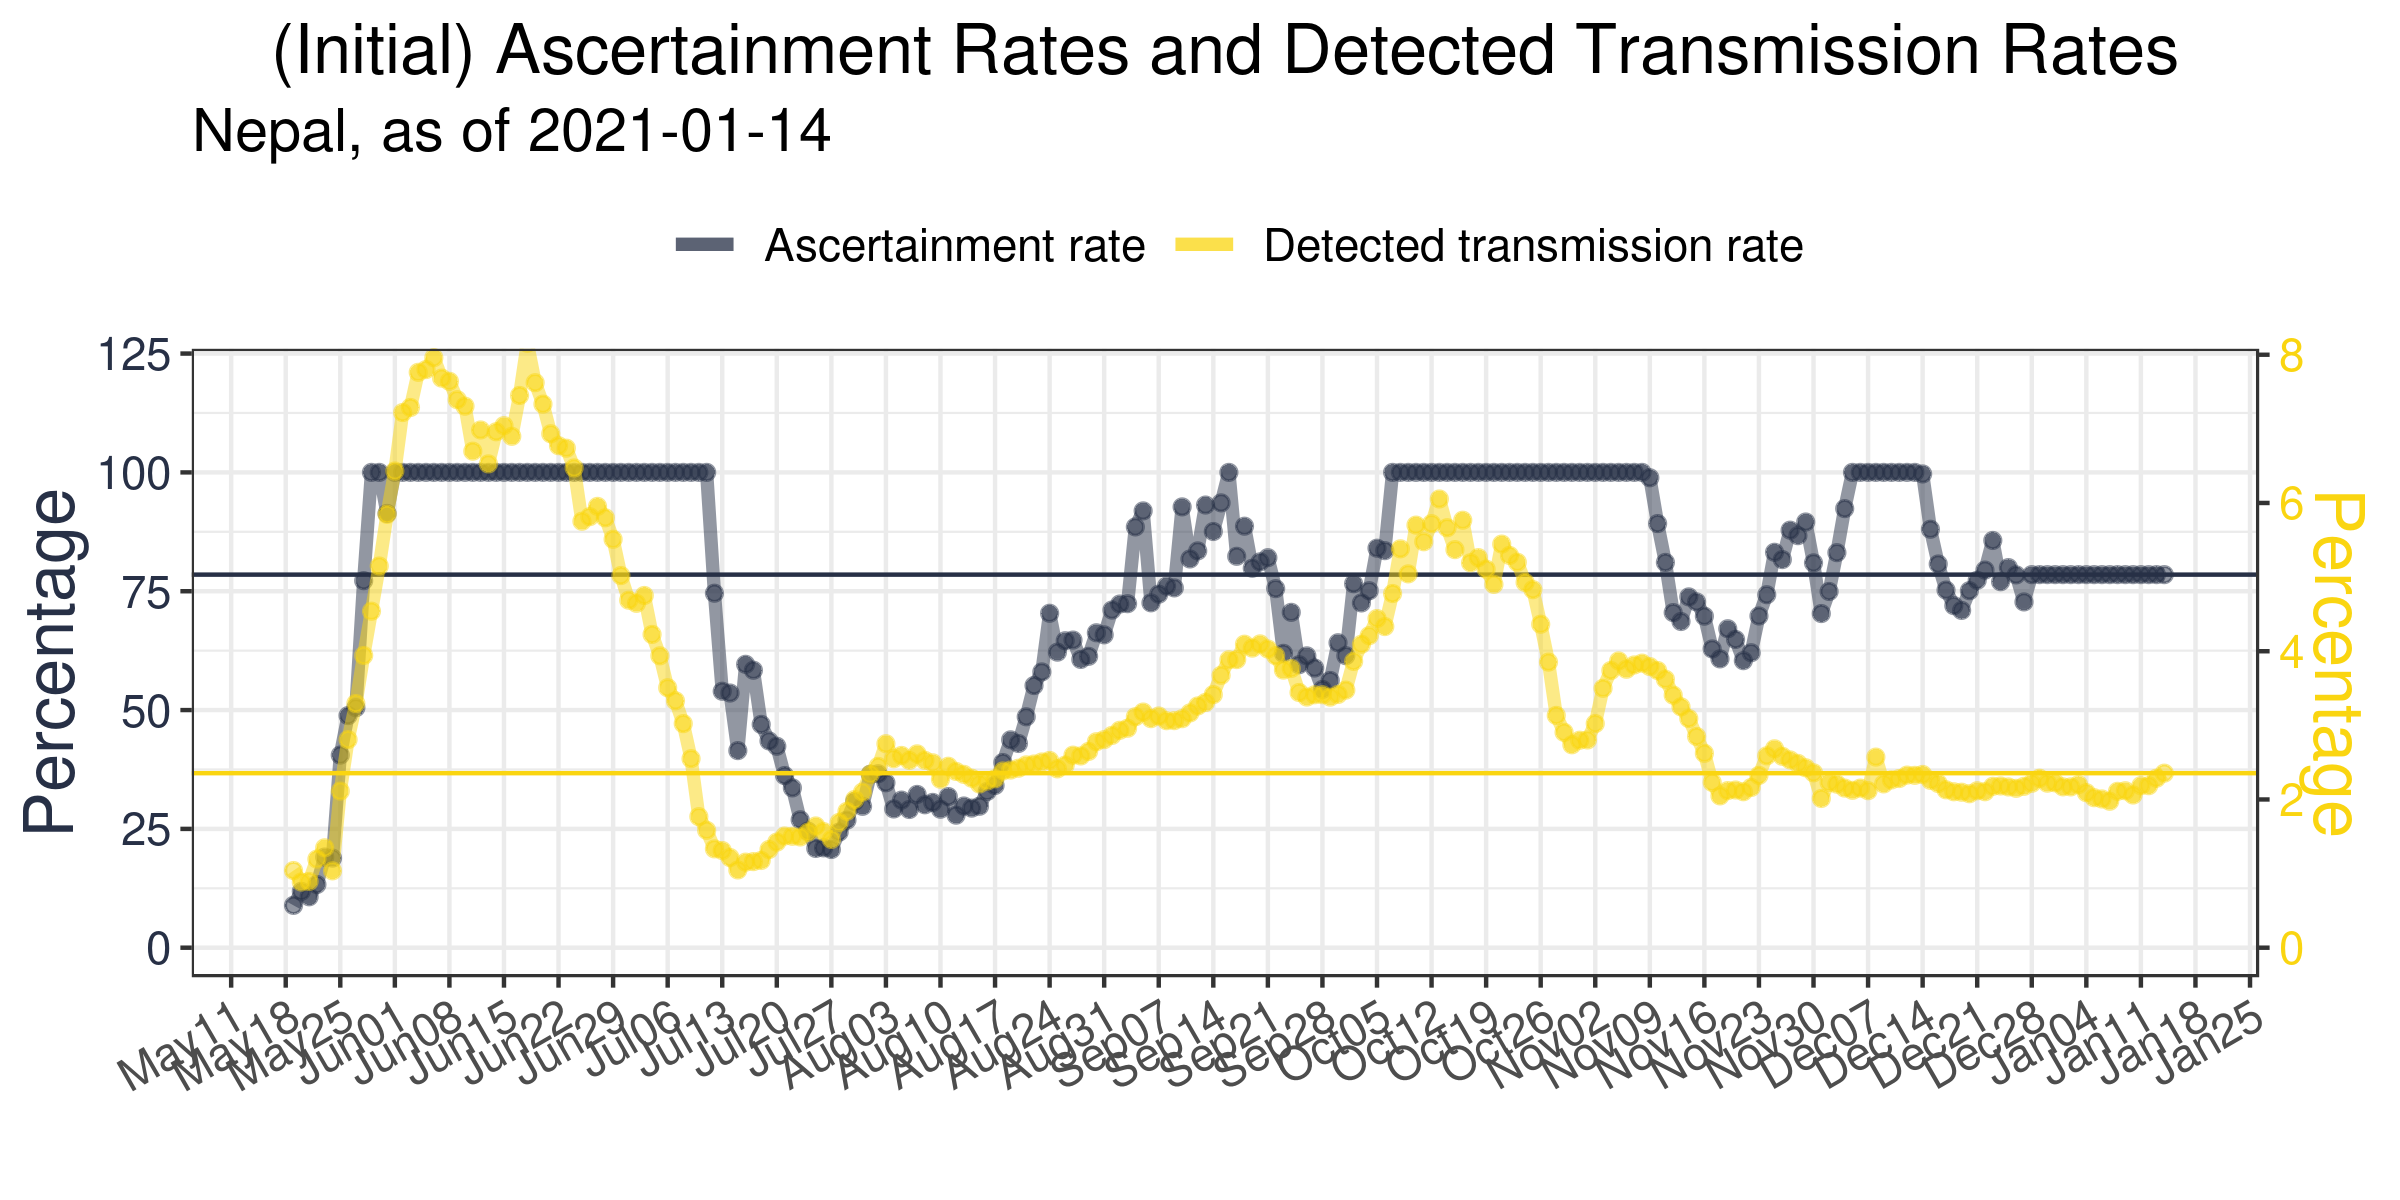 (Initial) Ascertainment Rates and Detected Transmission Rates
Nepal, as of 2021-01-14
Ascertainment rate
Detected transmission rate
Percentage
125
100
75
50
25
0
8
6
4
2
0
Percentage
May11
May18
May25
Jun01
Jun08
Jun15
Jun22
Jun29
Jul06
Jul13
Jul20
Jul27
Aug03
Aug10
Aug17
Aug24
Aug31
Sep07
Sep14
Sep21
Sep28
Oct05
Oct12
Oct19
Oct26
Nov02
Nov09
Nov16
Nov23
Nov30
Dec07
Dec14
Dec21
Dec28
Jan04
Jan11
Jan18
Jan25